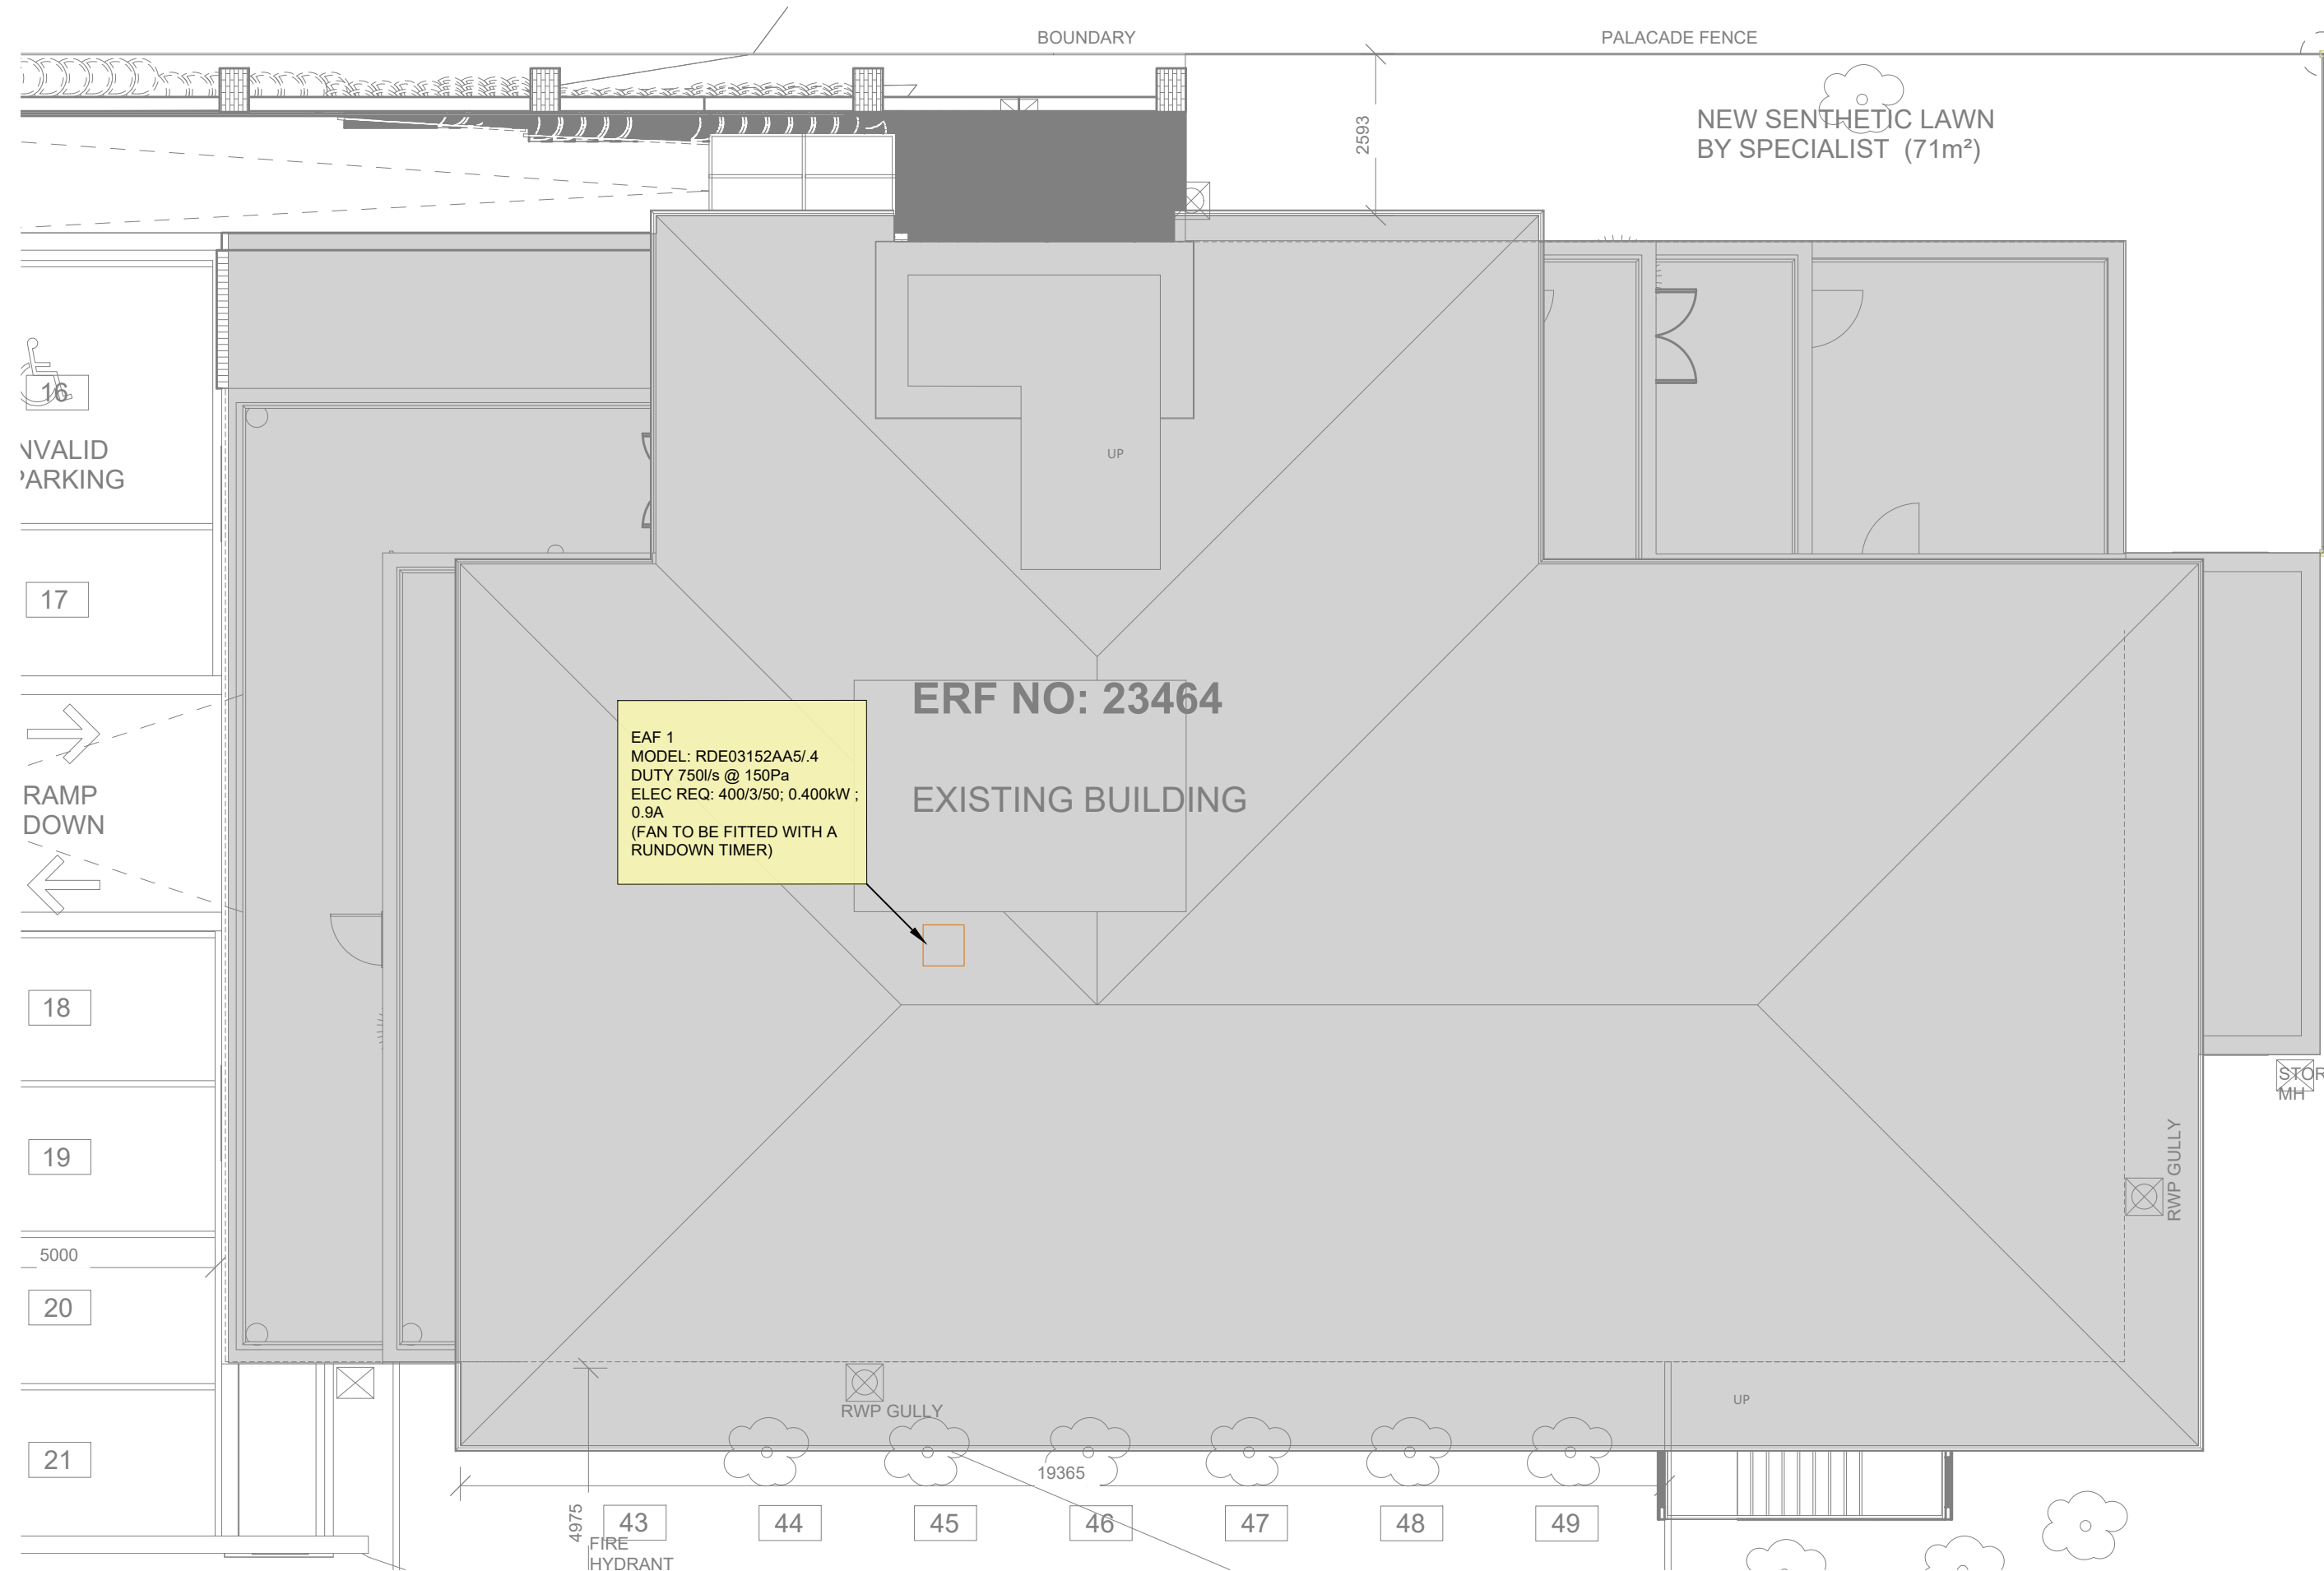 BOUNDARY
PALACADE FENCE
2593
NEW SENTHETIC LAWN
BY SPECIALIST (71m²)
16
NVALID
PARKING
17
UP
ERF NO: 23464
EAF 1
MODEL: RDE03152AA5/.4
DUTY 750l/s @ 150Pa
ELEC REQ: 400/3/50; 0.400kW ;
0.9A
(FAN TO BE FITTED WITH A
RUNDOWN TIMER)
EXISTING BUILDING
RAMP
DOWN
18
STOR
MH
19
RWP GULLY
5000
20
UP
RWP GULLY
21
19365
4975
43
44
45
46
47
48
49
FIRE
HYDRANT